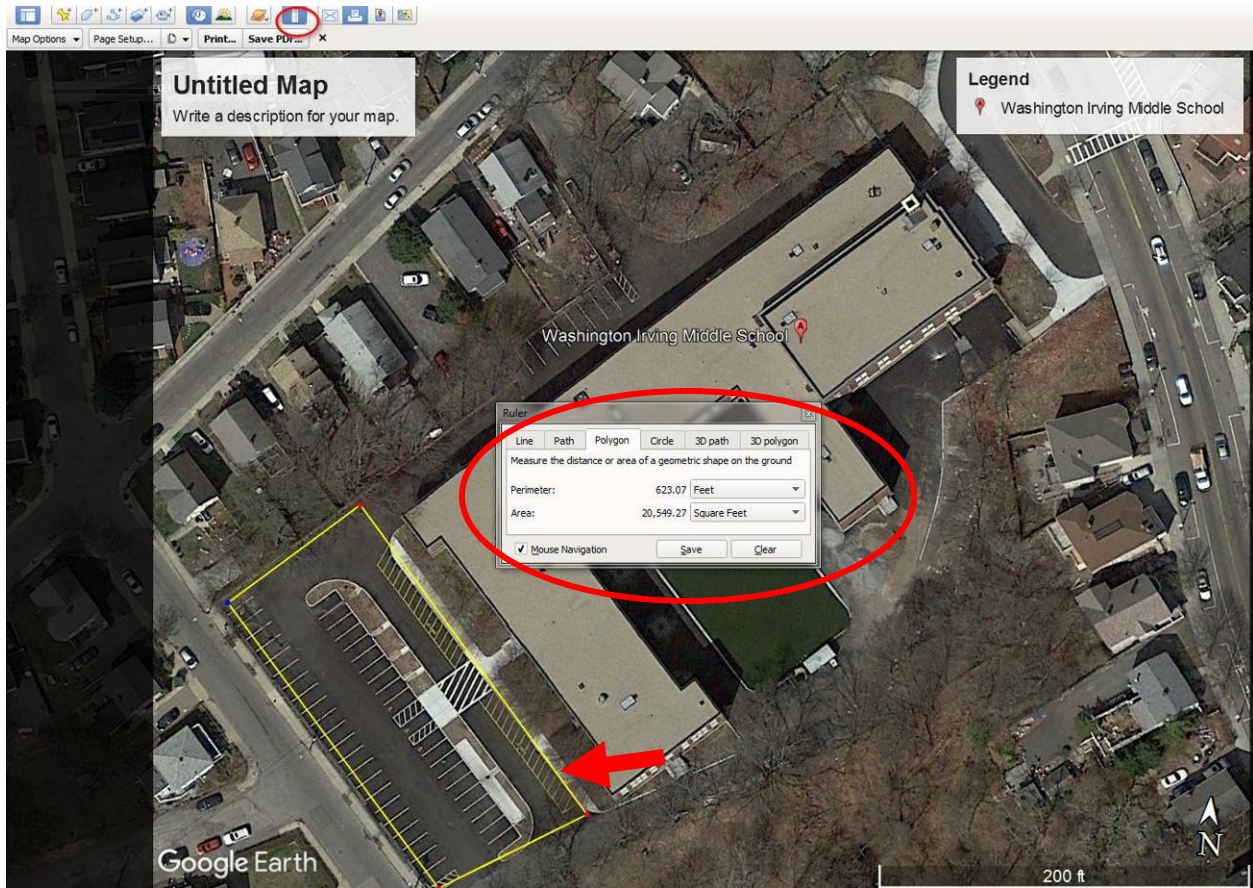 Map Options Page Setup... Print... Save PDF... ×
Untitled Map
Write a description for your map.
Legend
Washington Irving Middle School
Washington Irving Middle School
A
Ruler
Line Path Polygon Circle 3D path 3D polygon
Measure the distance or area of a geometric shape on the ground
Perimeter: 623.07 Feet
Area: 20,549.27 Square Feet
Mouse Navigation Save Clear
N
Google Earth
200 ft